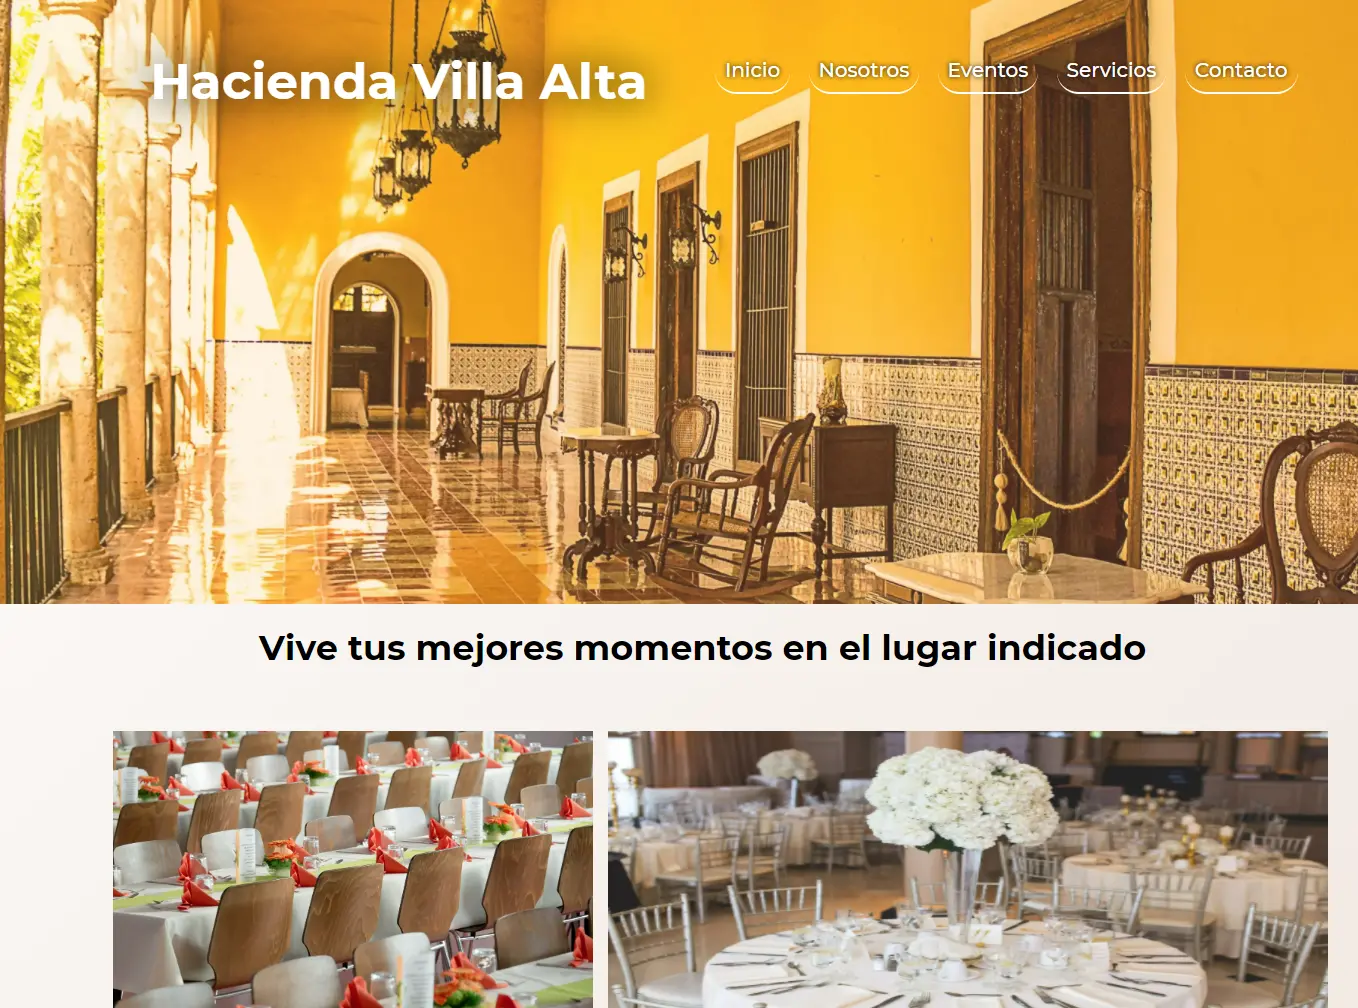 Hacienda Villa Alta
Inicio Nosotros Eventos Servicios Contacto
Vive tus mejores momentos en el lugar indicado